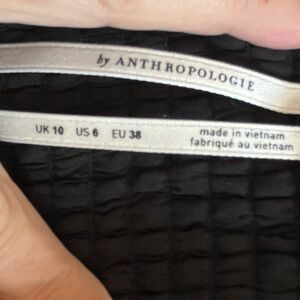 by ANTHROPOLOGIE
UK 10 US 6 EU 38
made in vietnam
fabriqué au vietnam